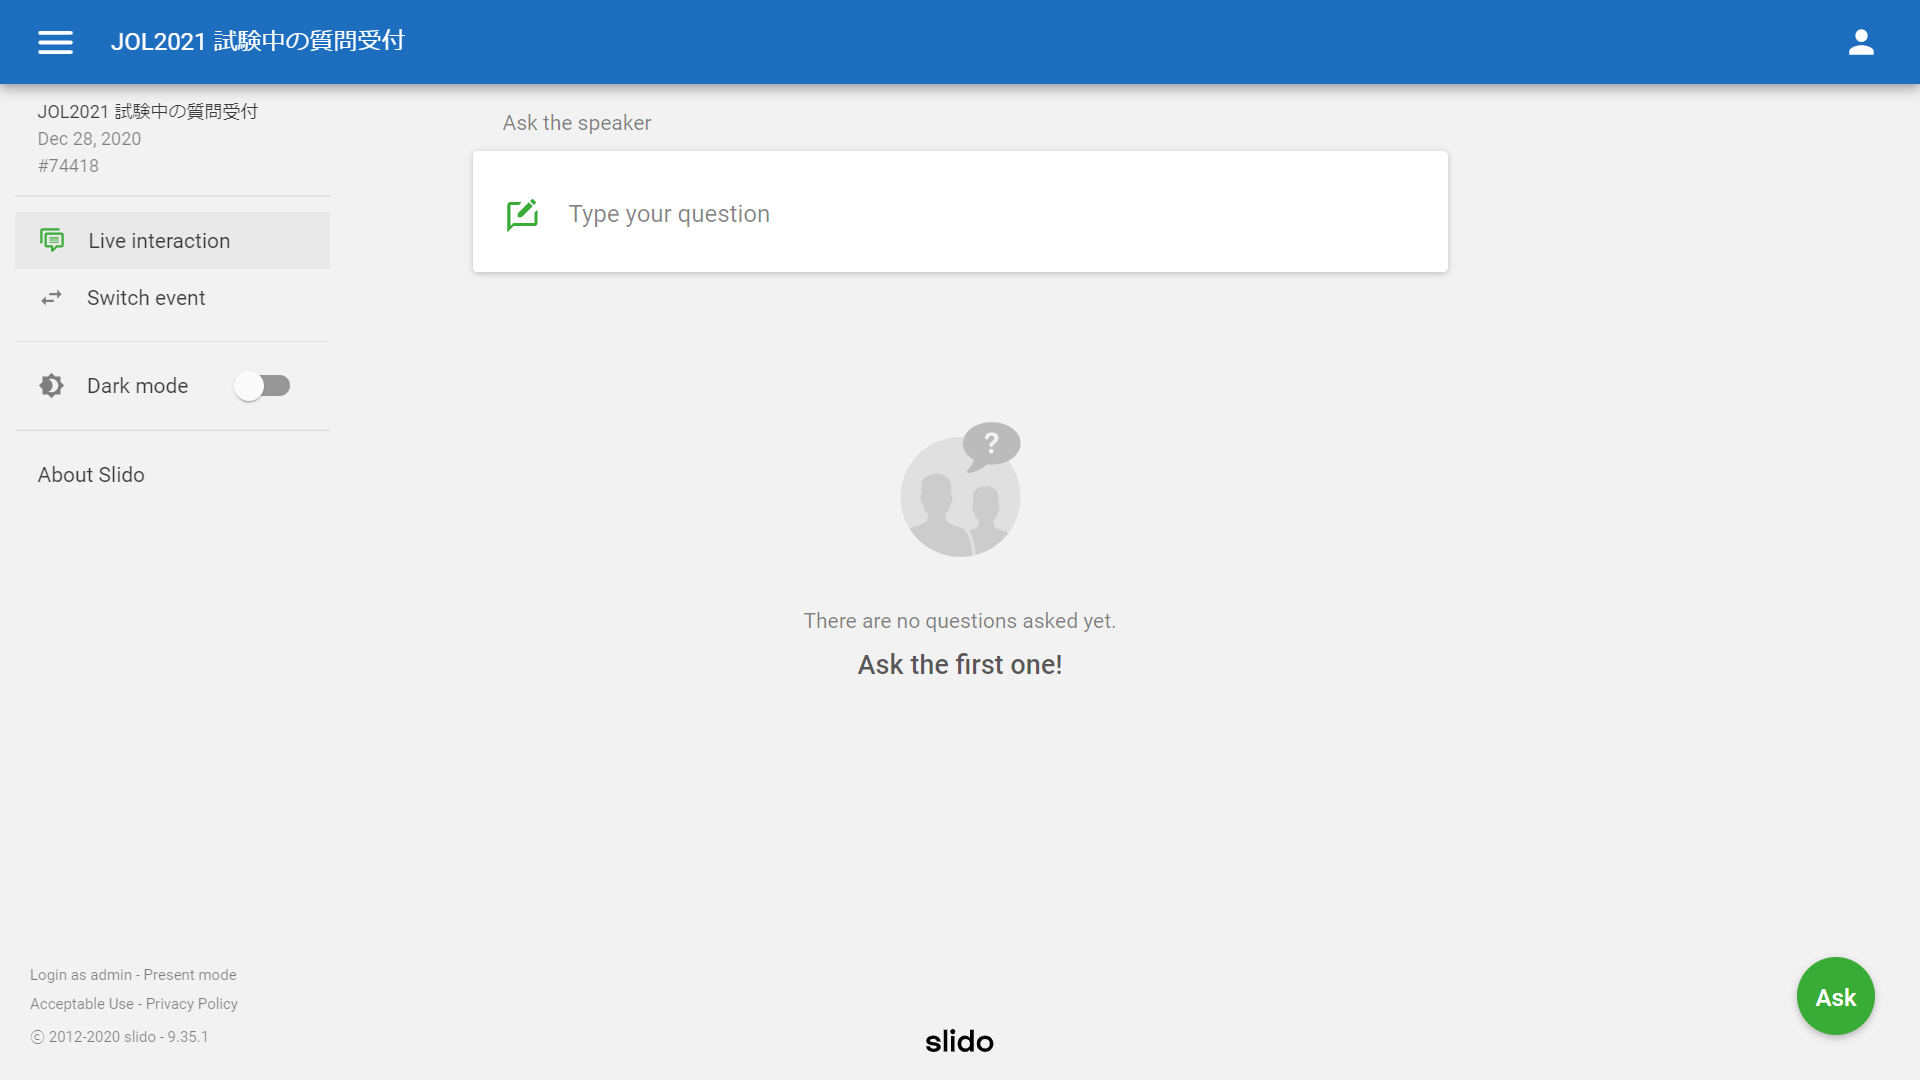 JOL2021 試験中の質問受付
JOL2021 試験中の質問受付
Dec 28, 2020
#74418
Live interaction
Switch event
Dark mode
About Slido
Ask the speaker
Type your question
?
There are no questions asked yet.
Ask the first one!
Login as admin - Present mode
Acceptable Use - Privacy Policy
© 2012-2020 slido - 9.35.1
slido
Ask